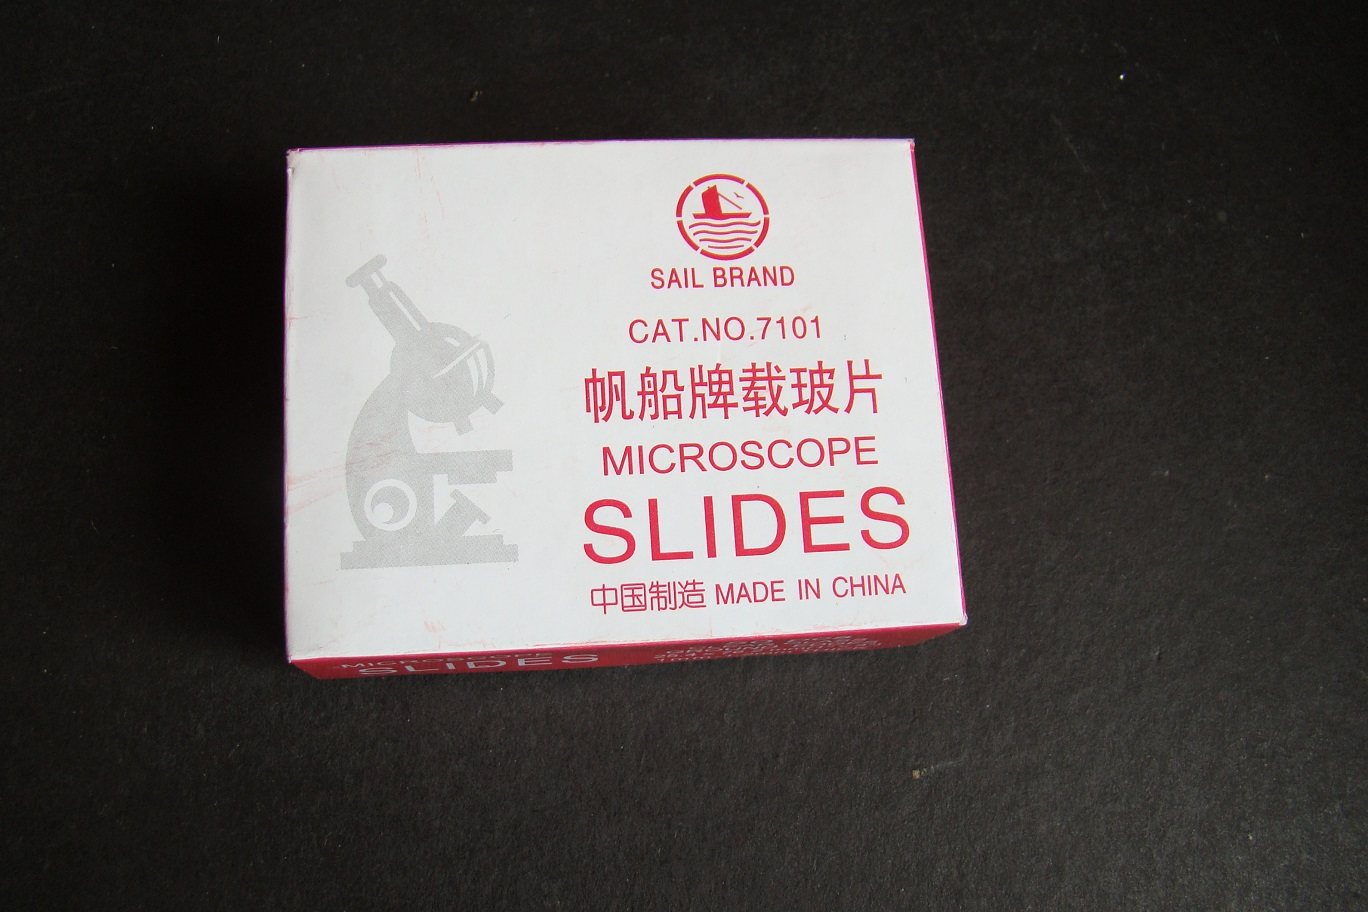 SAIL BRAND
CAT.NO.7101
帆船牌载玻片
MICROSCOPE
SLIDES
中国制造 MADE IN CHINA
MICROSCOPE
SLIDES